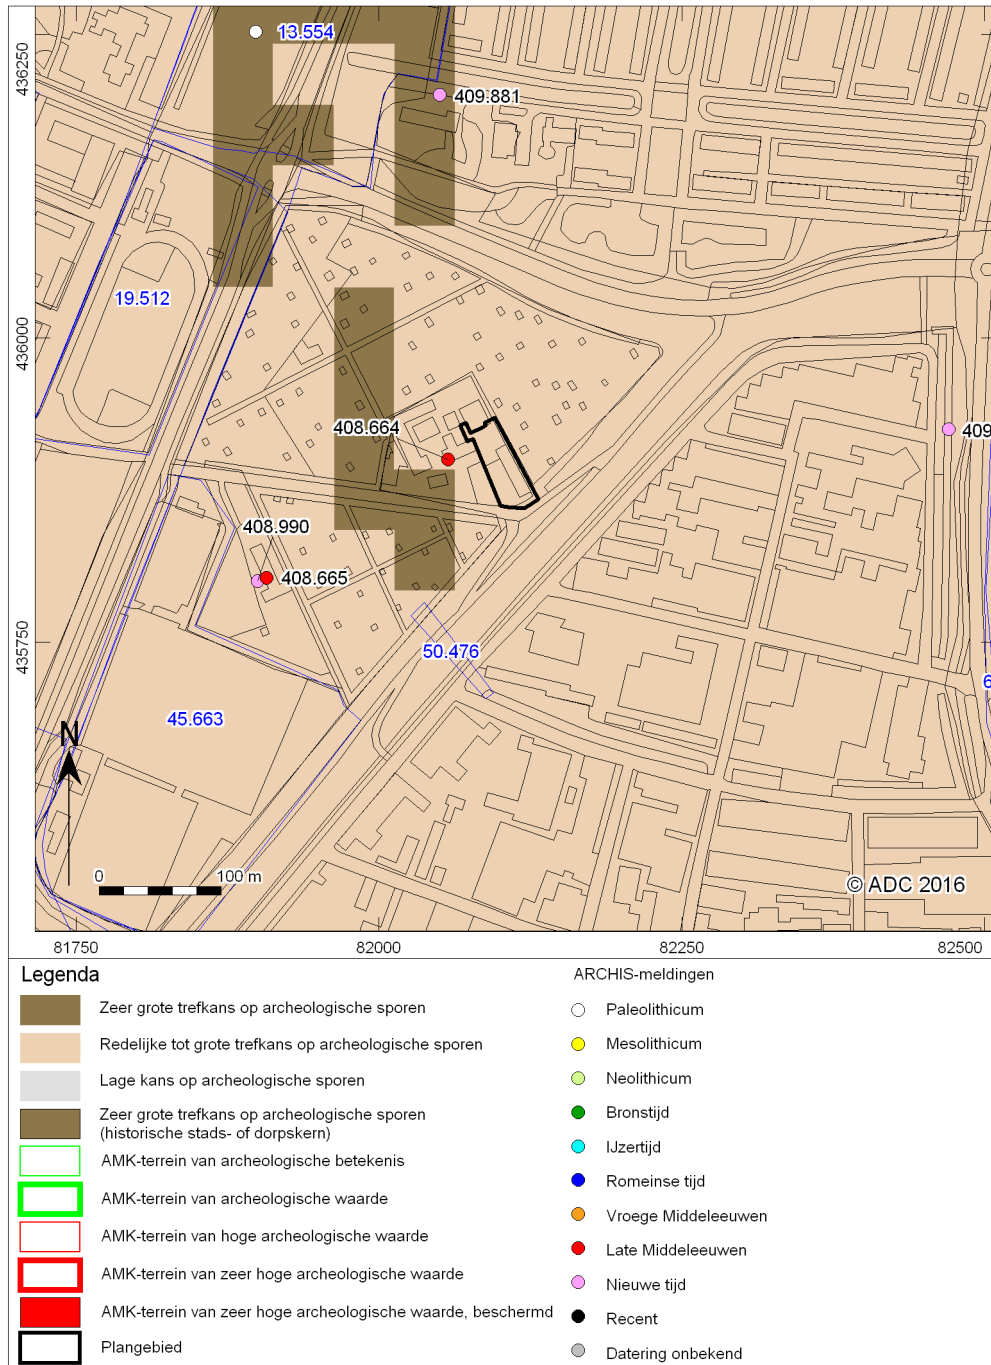 13.554
409.881
436250
19.512
436000
408.664
409
408.990
408.665
435750
50.476
6
45.663
N
0 100 m
© ADC 2016
81750 82000 82250 82500
Legenda
Zeer grote trefkans op archeologische sporen
Redelijke tot grote trefkans op archeologische sporen
Lage kans op archeologische sporen
Zeer grote trefkans op archeologische sporen
(historische stads- of dorpskern)
AMK-terrein van archeologische betekenis
AMK-terrein van archeologische waarde
AMK-terrein van hoge archeologische waarde
AMK-terrein van zeer hoge archeologische waarde
AMK-terrein van zeer hoge archeologische waarde, beschermd
Plangebied
ARCHIS-meldingen
Paleolithicum
Mesolithicum
Neolithicum
Bronstijd
IJzertijd
Romeinse tijd
Vroege Middeleeuwen
Late Middeleeuwen
Nieuwe tijd
Recent
Datering onbekend